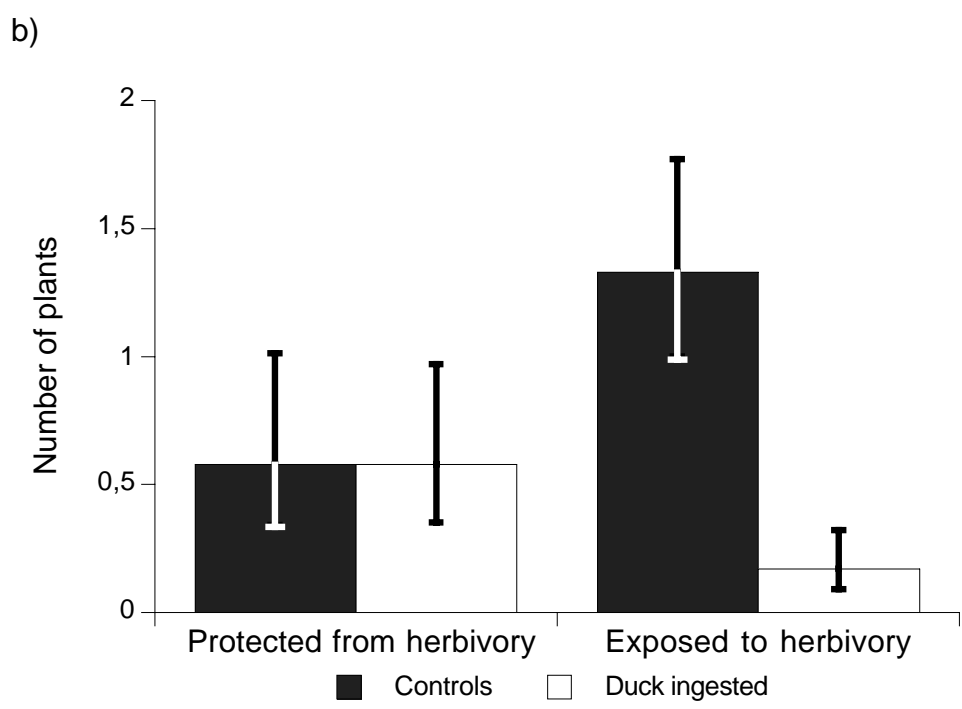 b)
2
1,5
1
0,5
0
Number of plants
Protected from herbivory
Exposed to herbivory
Controls
Duck ingested